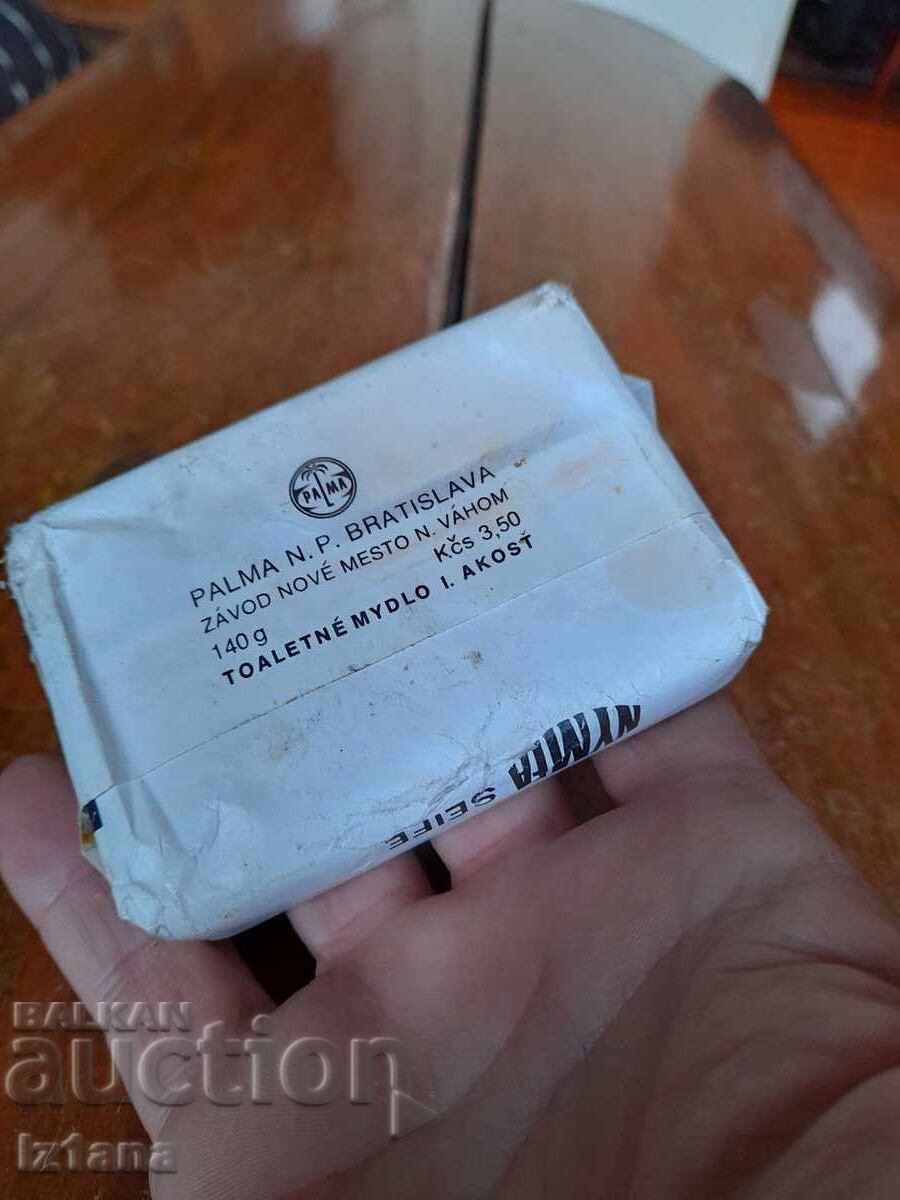 PALMA
PALMA N.P. BRATISLAVA
ZÁVOD NOVÉ MESTO N. VÁHOM
140 g Kčs 3,50
TOALETNÉ MYDLO I. AKOSŤ
NYMFA SEIFE
BALKAN
auction
Iz1ana